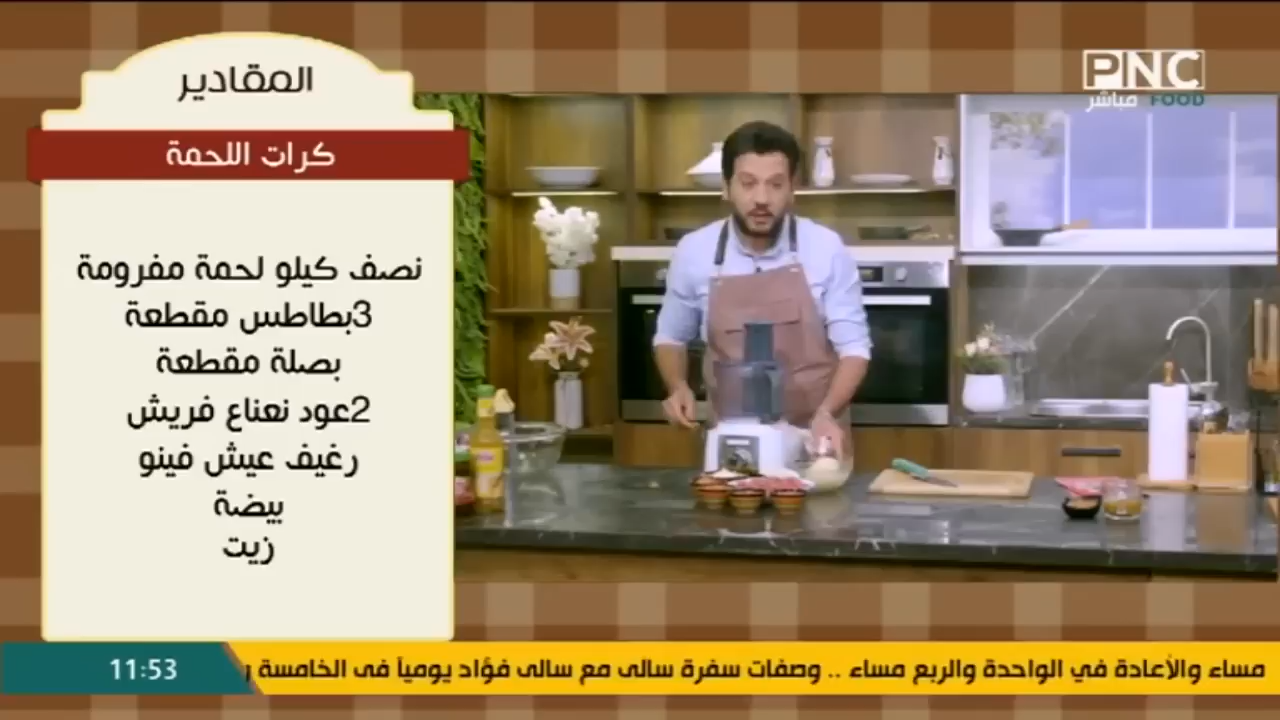 المقادير
كرات اللحمة
نصف كيلو لحمة مفرومة
3بطاطس مقطعة
بصلة مقطعة
2عود نعناع فريش
رغيف عيش فينو
بيضة
زيت
PNC
FOOD مباشر
مساء والأعادة في الواحدة والربع مساء .. وصفات سفرة سالى مع سالى فؤاد يومياً فى الخامسة
11:53